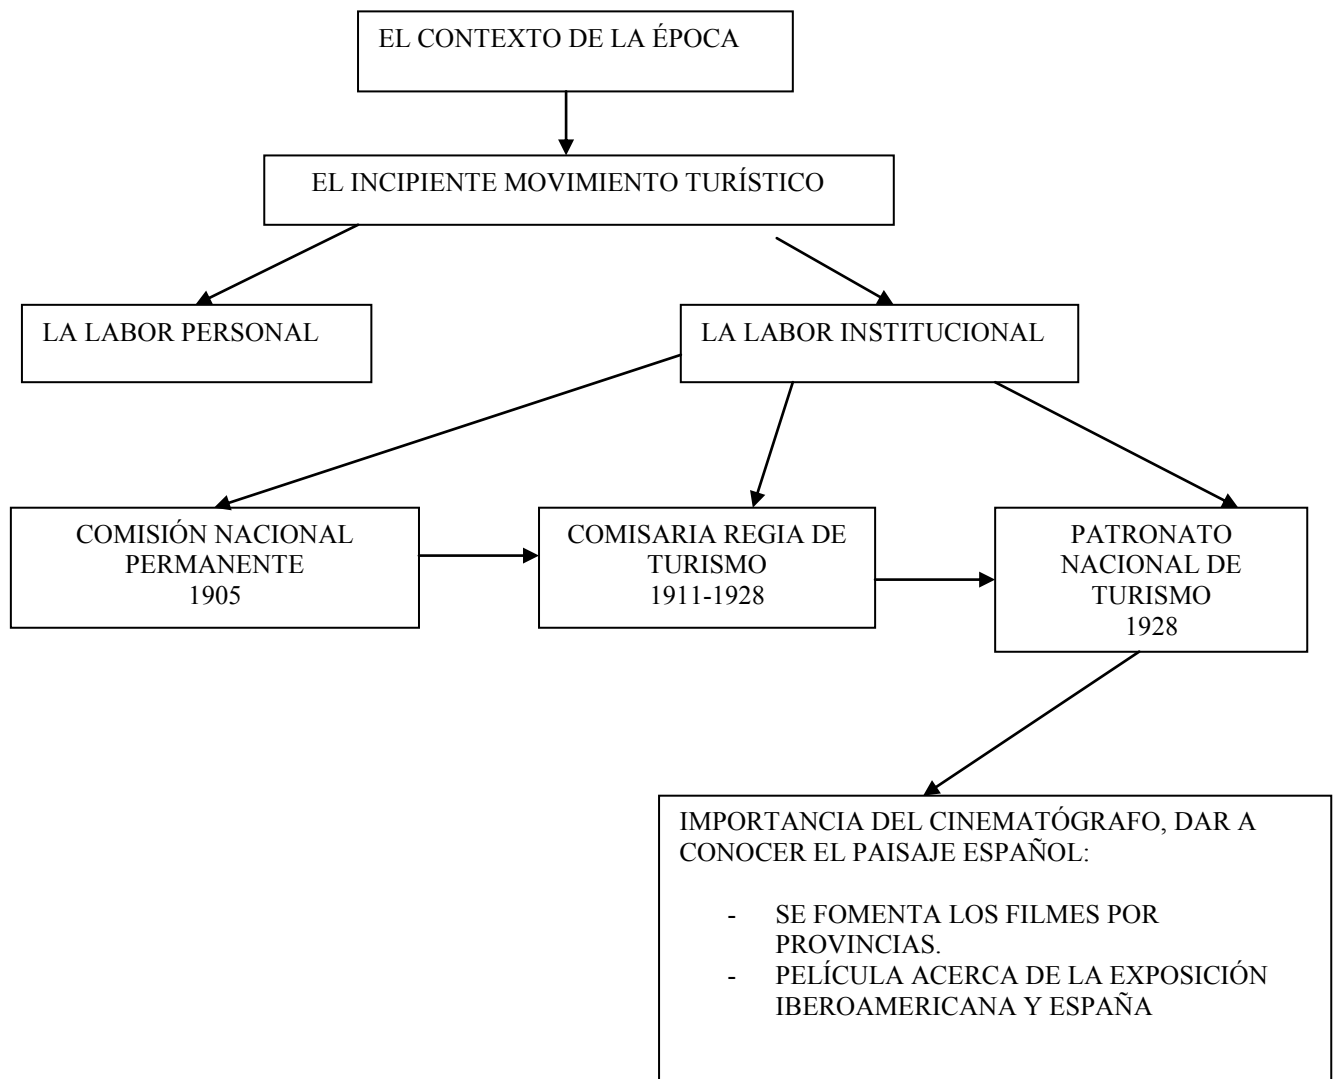 EL CONTEXTO DE LA ÉPOCA
EL INCIPIENTE MOVIMIENTO TURÍSTICO
LA LABOR PERSONAL
LA LABOR INSTITUCIONAL
COMISIÓN NACIONAL
PERMANENTE
1905
COMISARIA REGIA DE
TURISMO
1911-1928
PATRONATO
NACIONAL DE
TURISMO
1928
IMPORTANCIA DEL CINEMATÓGRAFO, DAR A
CONOCER EL PAISAJE ESPAÑOL:
- SE FOMENTA LOS FILMES POR
PROVINCIAS.
- PELÍCULA ACERCA DE LA EXPOSICIÓN
IBEROAMERICANA Y ESPAÑA